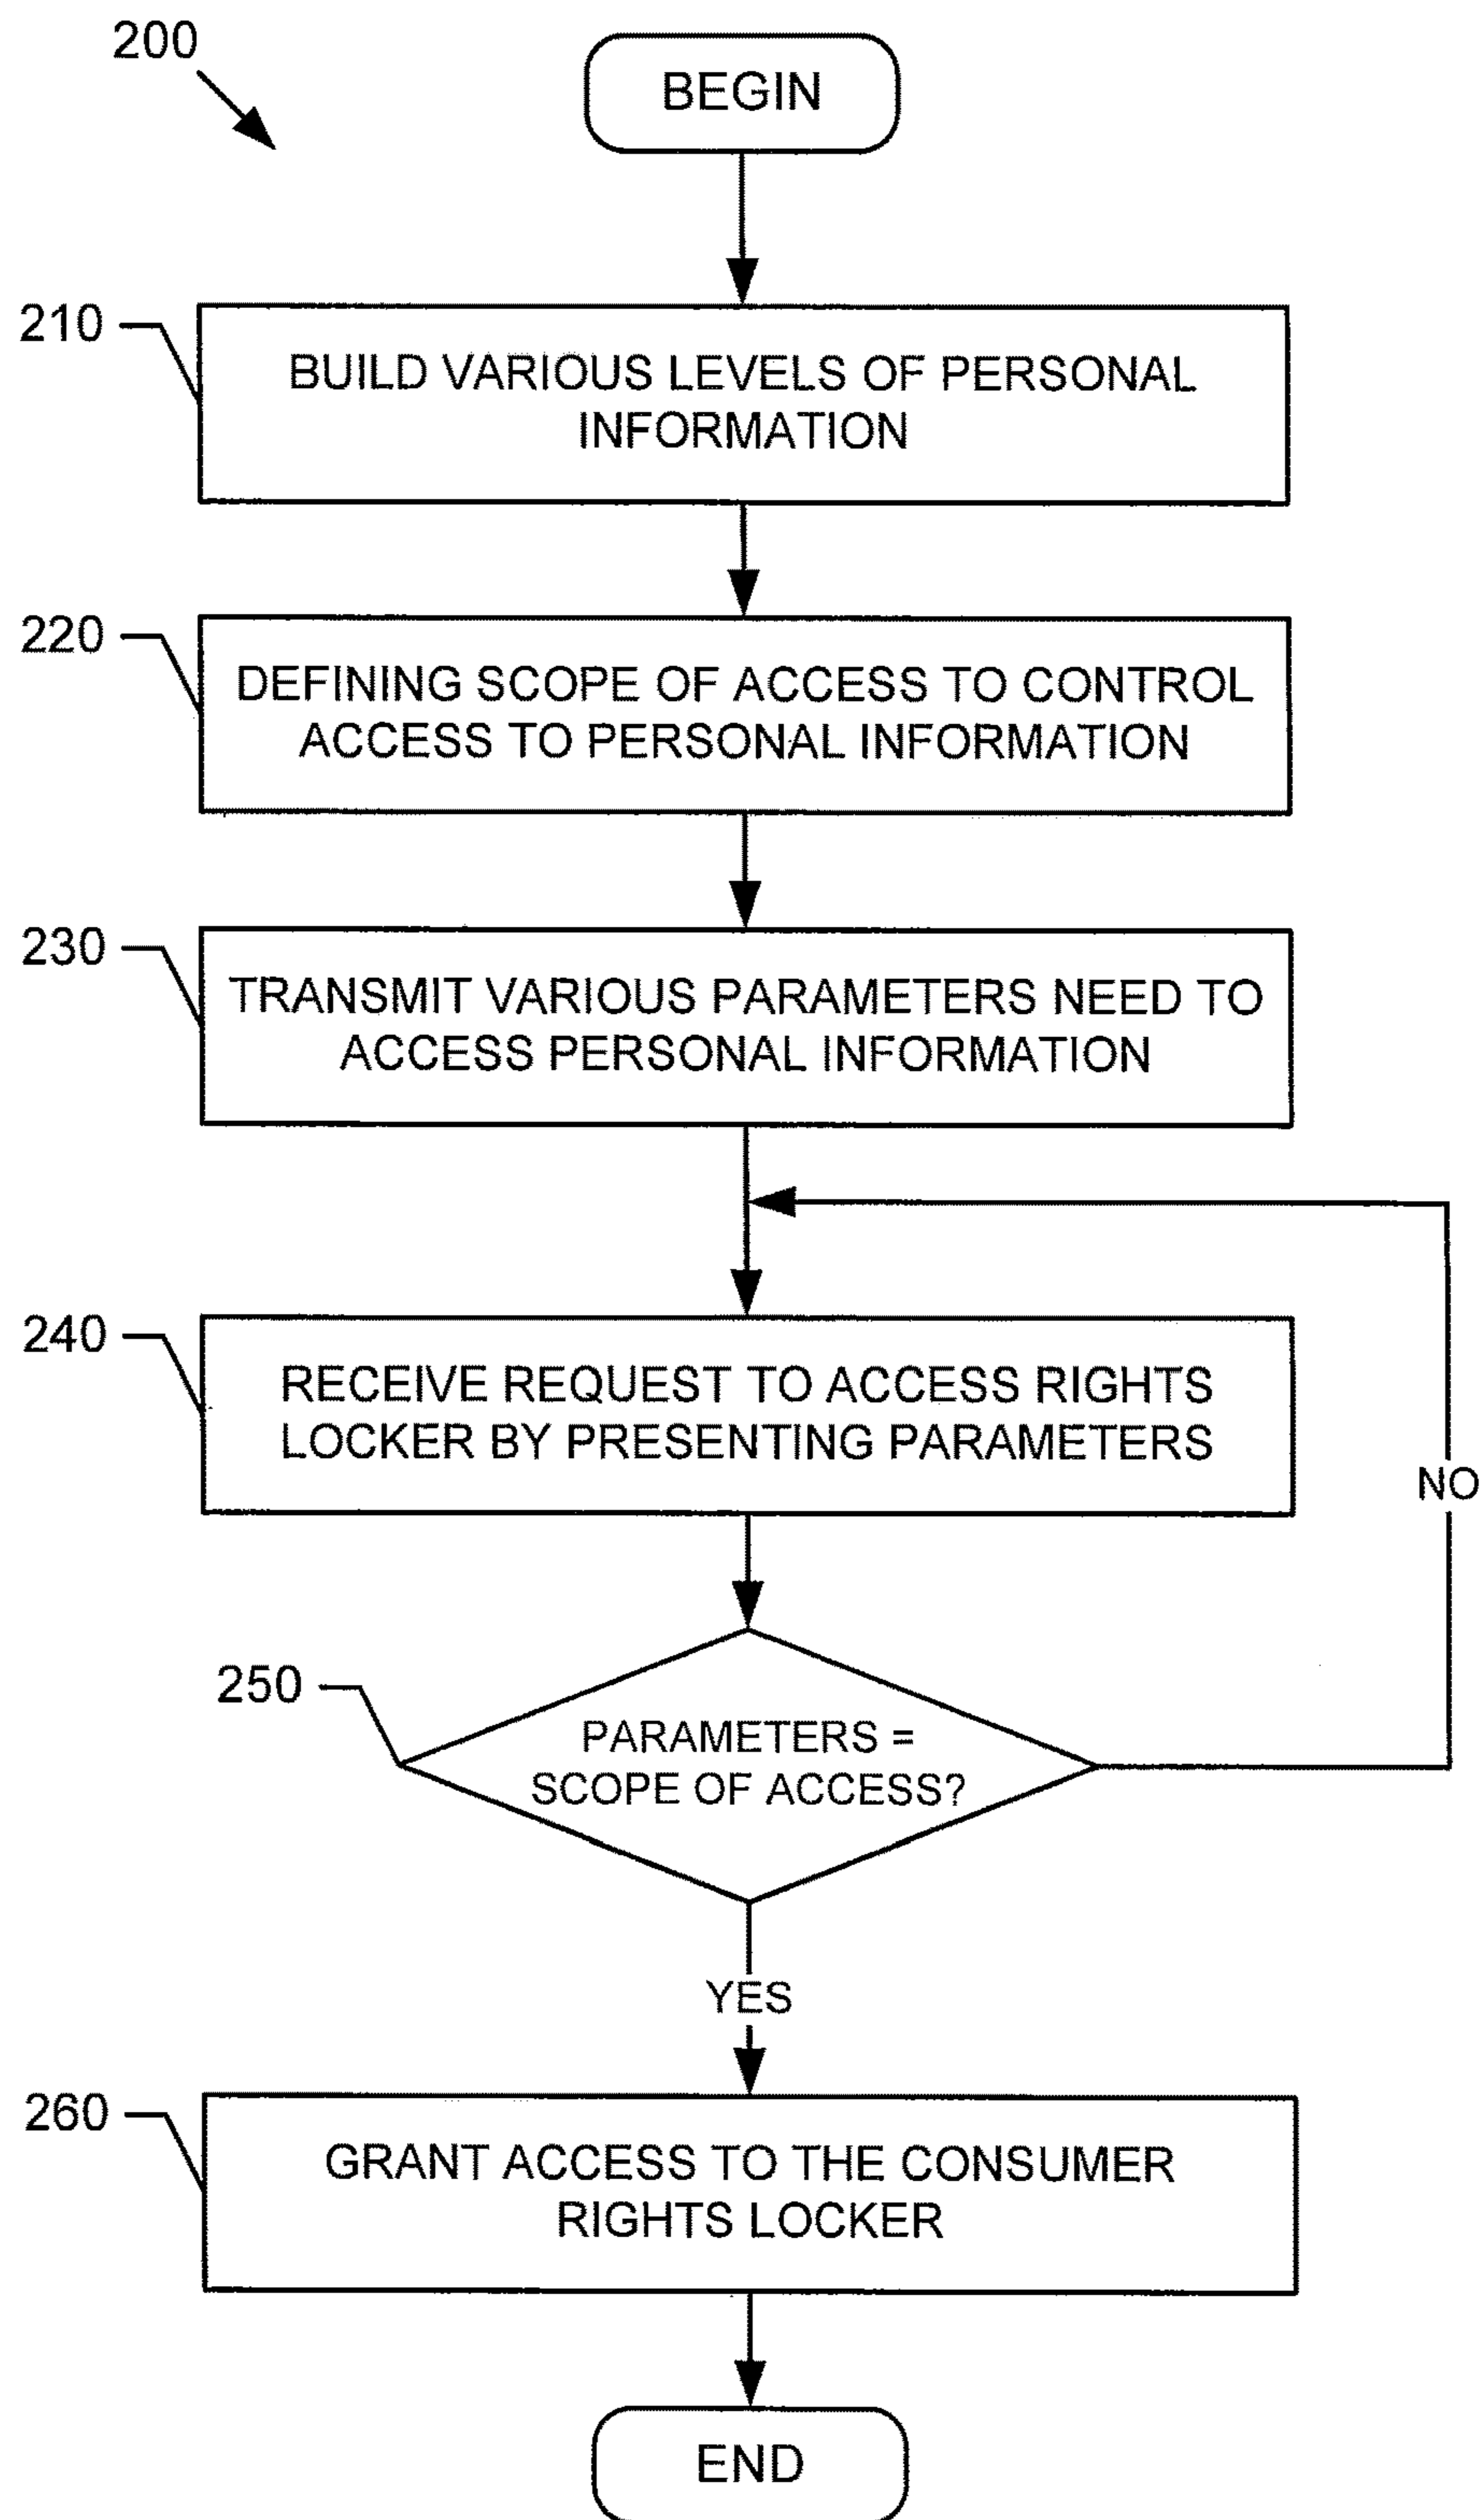 200
BEGIN
210
BUILD VARIOUS LEVELS OF PERSONAL
INFORMATION
220
DEFINING SCOPE OF ACCESS TO CONTROL
ACCESS TO PERSONAL INFORMATION
230
TRANSMIT VARIOUS PARAMETERS NEED TO
ACCESS PERSONAL INFORMATION
240
RECEIVE REQUEST TO ACCESS RIGHTS
LOCKER BY PRESENTING PARAMETERS
NO
250
PARAMETERS =
SCOPE OF ACCESS?
YES
260
GRANT ACCESS TO THE CONSUMER
RIGHTS LOCKER
END